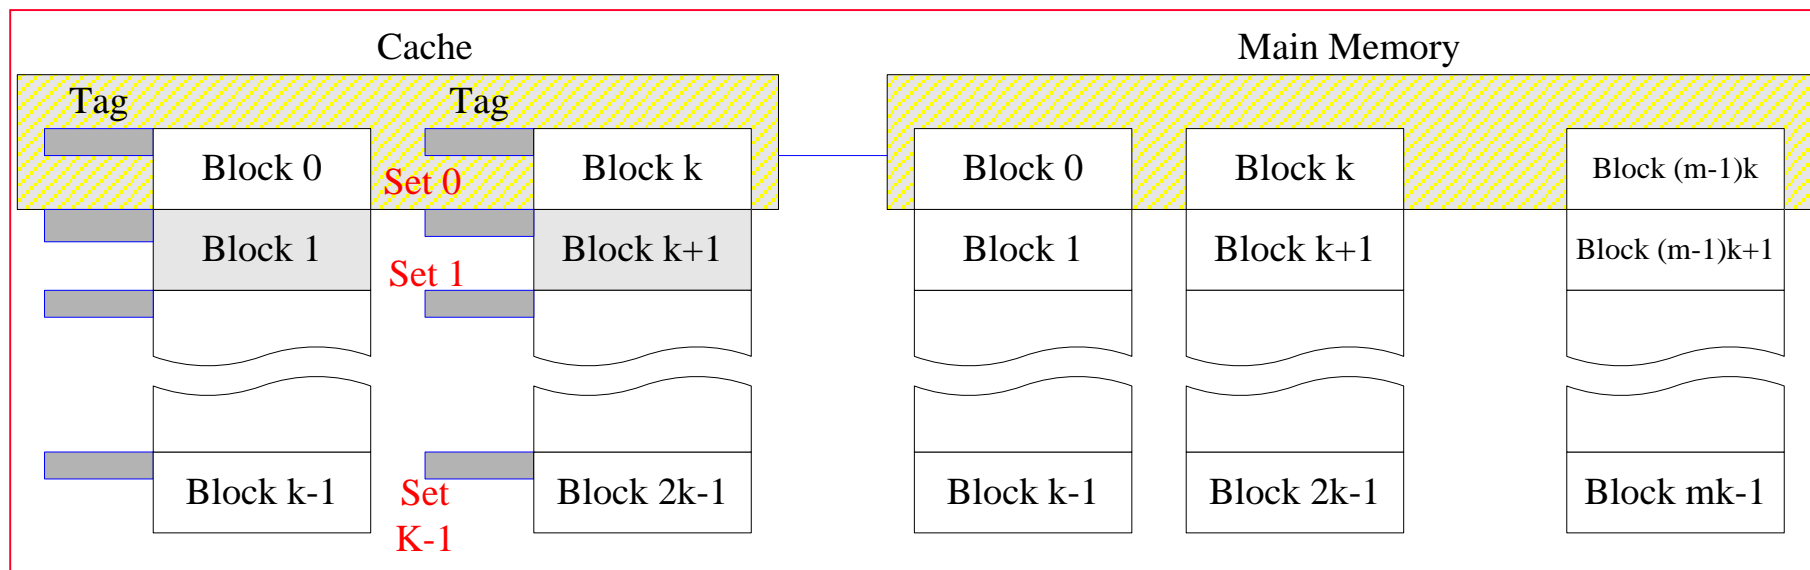 Cache
Main Memory
Tag
Tag
Block 0
Set 0
Block k
Block 0
Block k
Block (m-1)k
Block 1
Set 1
Block k+1
Block 1
Block k+1
Block (m-1)k+1
Block k-1
Set
K-1
Block 2k-1
Block k-1
Block 2k-1
Block mk-1